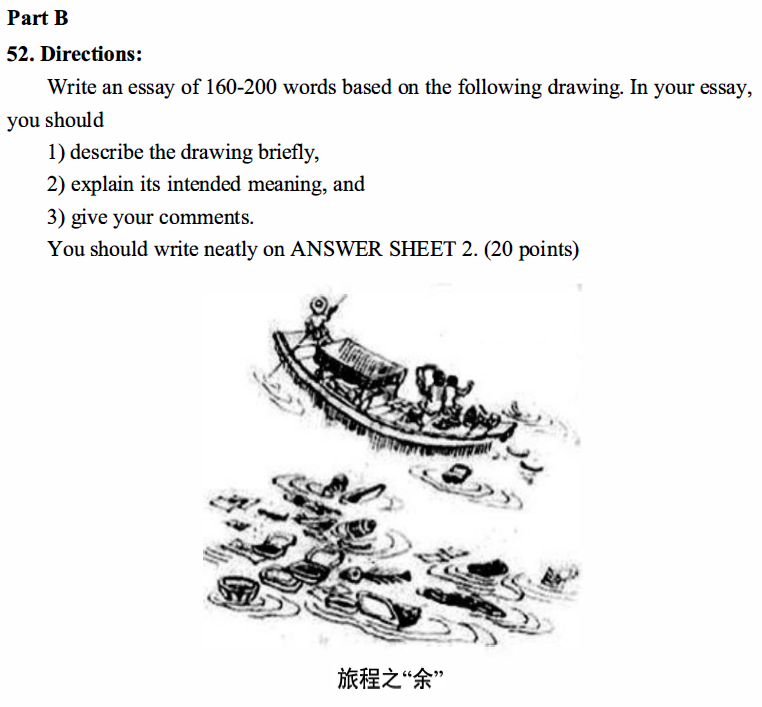 Part B
52. Directions:
Write an essay of 160-200 words based on the following drawing. In your essay,
you should
1) describe the drawing briefly,
2) explain its intended meaning, and
3) give your comments.
You should write neatly on ANSWER SHEET 2. (20 points)
旅程之“余”